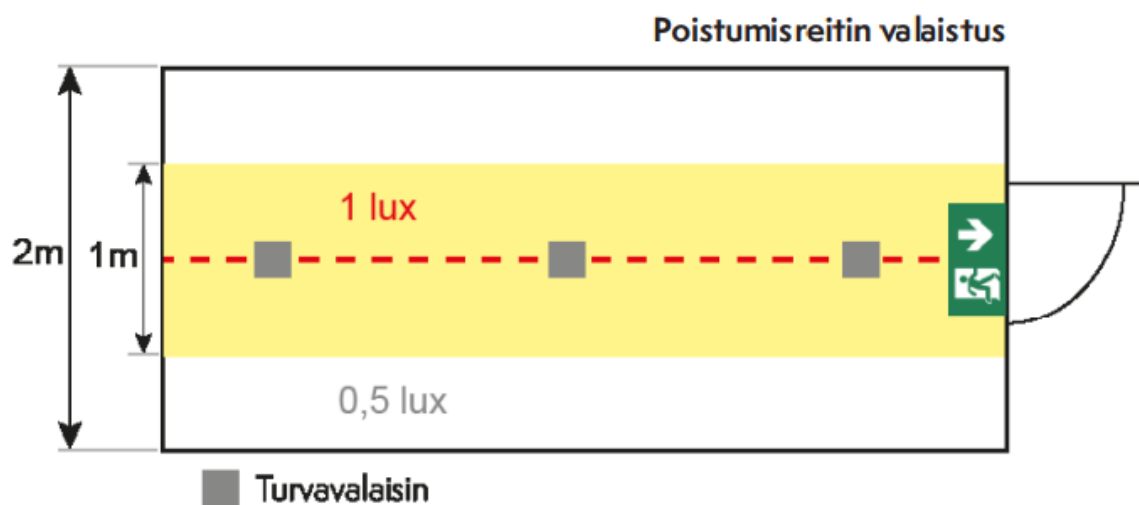 Poistumisreitin valaistus
1 lux
2m
1m
0,5 lux
Turvavalaisin